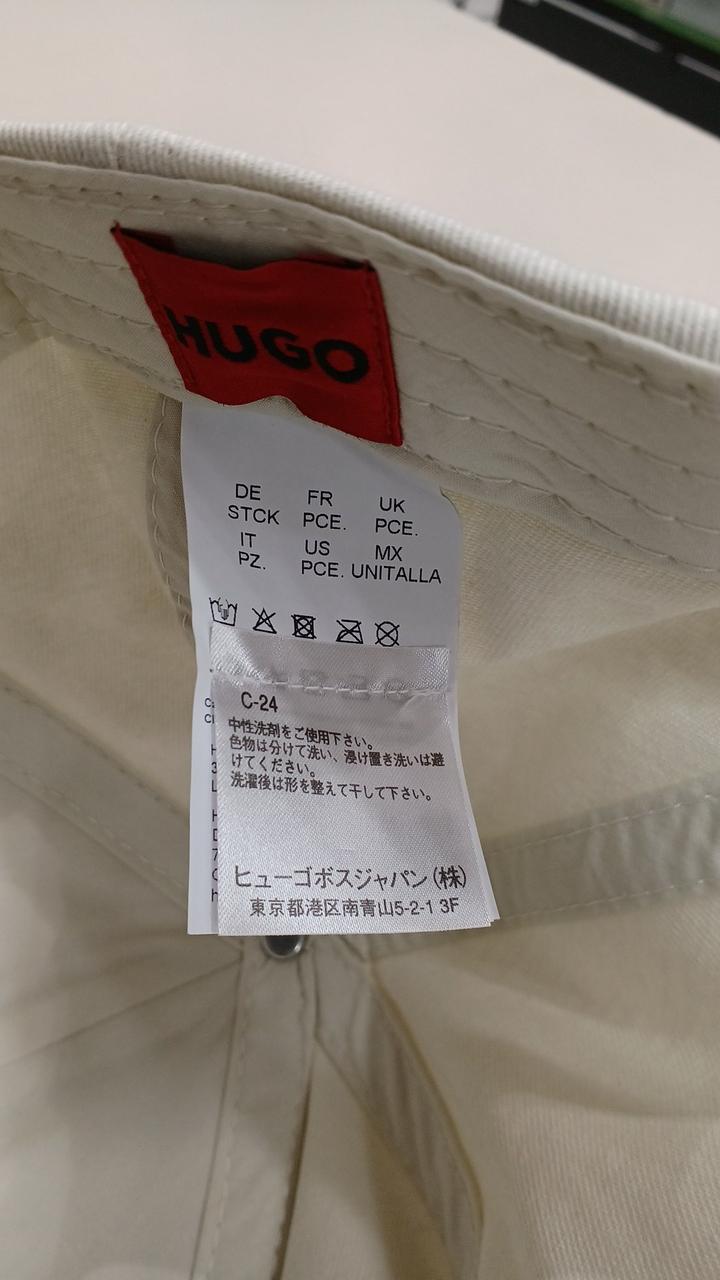 HUGO
DE FR UK
STCK PCE. PCE.
IT US MX
PZ. PCE. UNITALLA
C-24
中性洗剤をご使用下さい。
色物は分けて洗い、浸け置き洗いは避
けてください。
洗濯後は形を整えて干して下さい。
ヒューゴボスジャパン(株)
東京都港区南青山5-2-1 3F